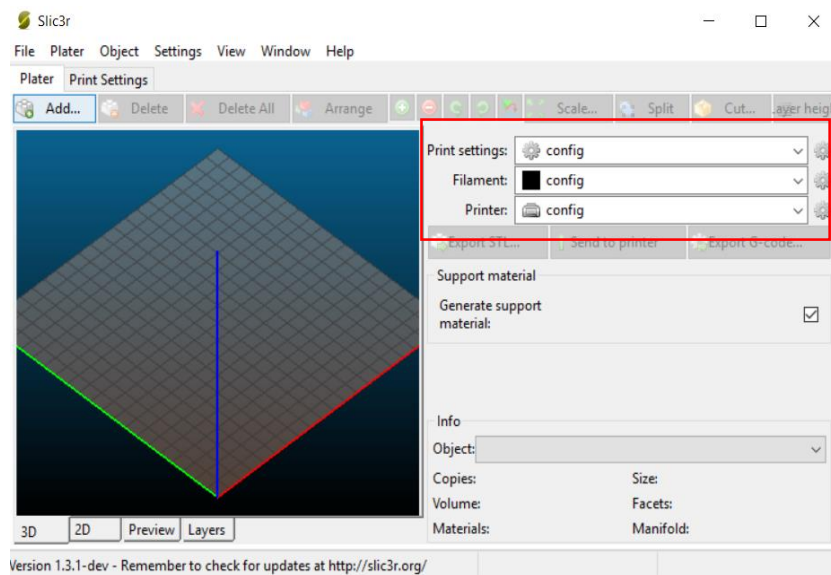 Slic3r
File Plater Object Settings View Window Help
Plater Print Settings
Add... Delete Delete All Arrange Scale... Split Cut... Layer heig
Print settings: config
Filament: config
Printer: config
Export STL... Send to printer Export G-code...
Support material
Generate support
material:
Info
Object:
Copies: Size:
Volume: Facets:
Materials: Manifold:
3D 2D Preview Layers
Version 1.3.1-dev - Remember to check for updates at http://slic3r.org/